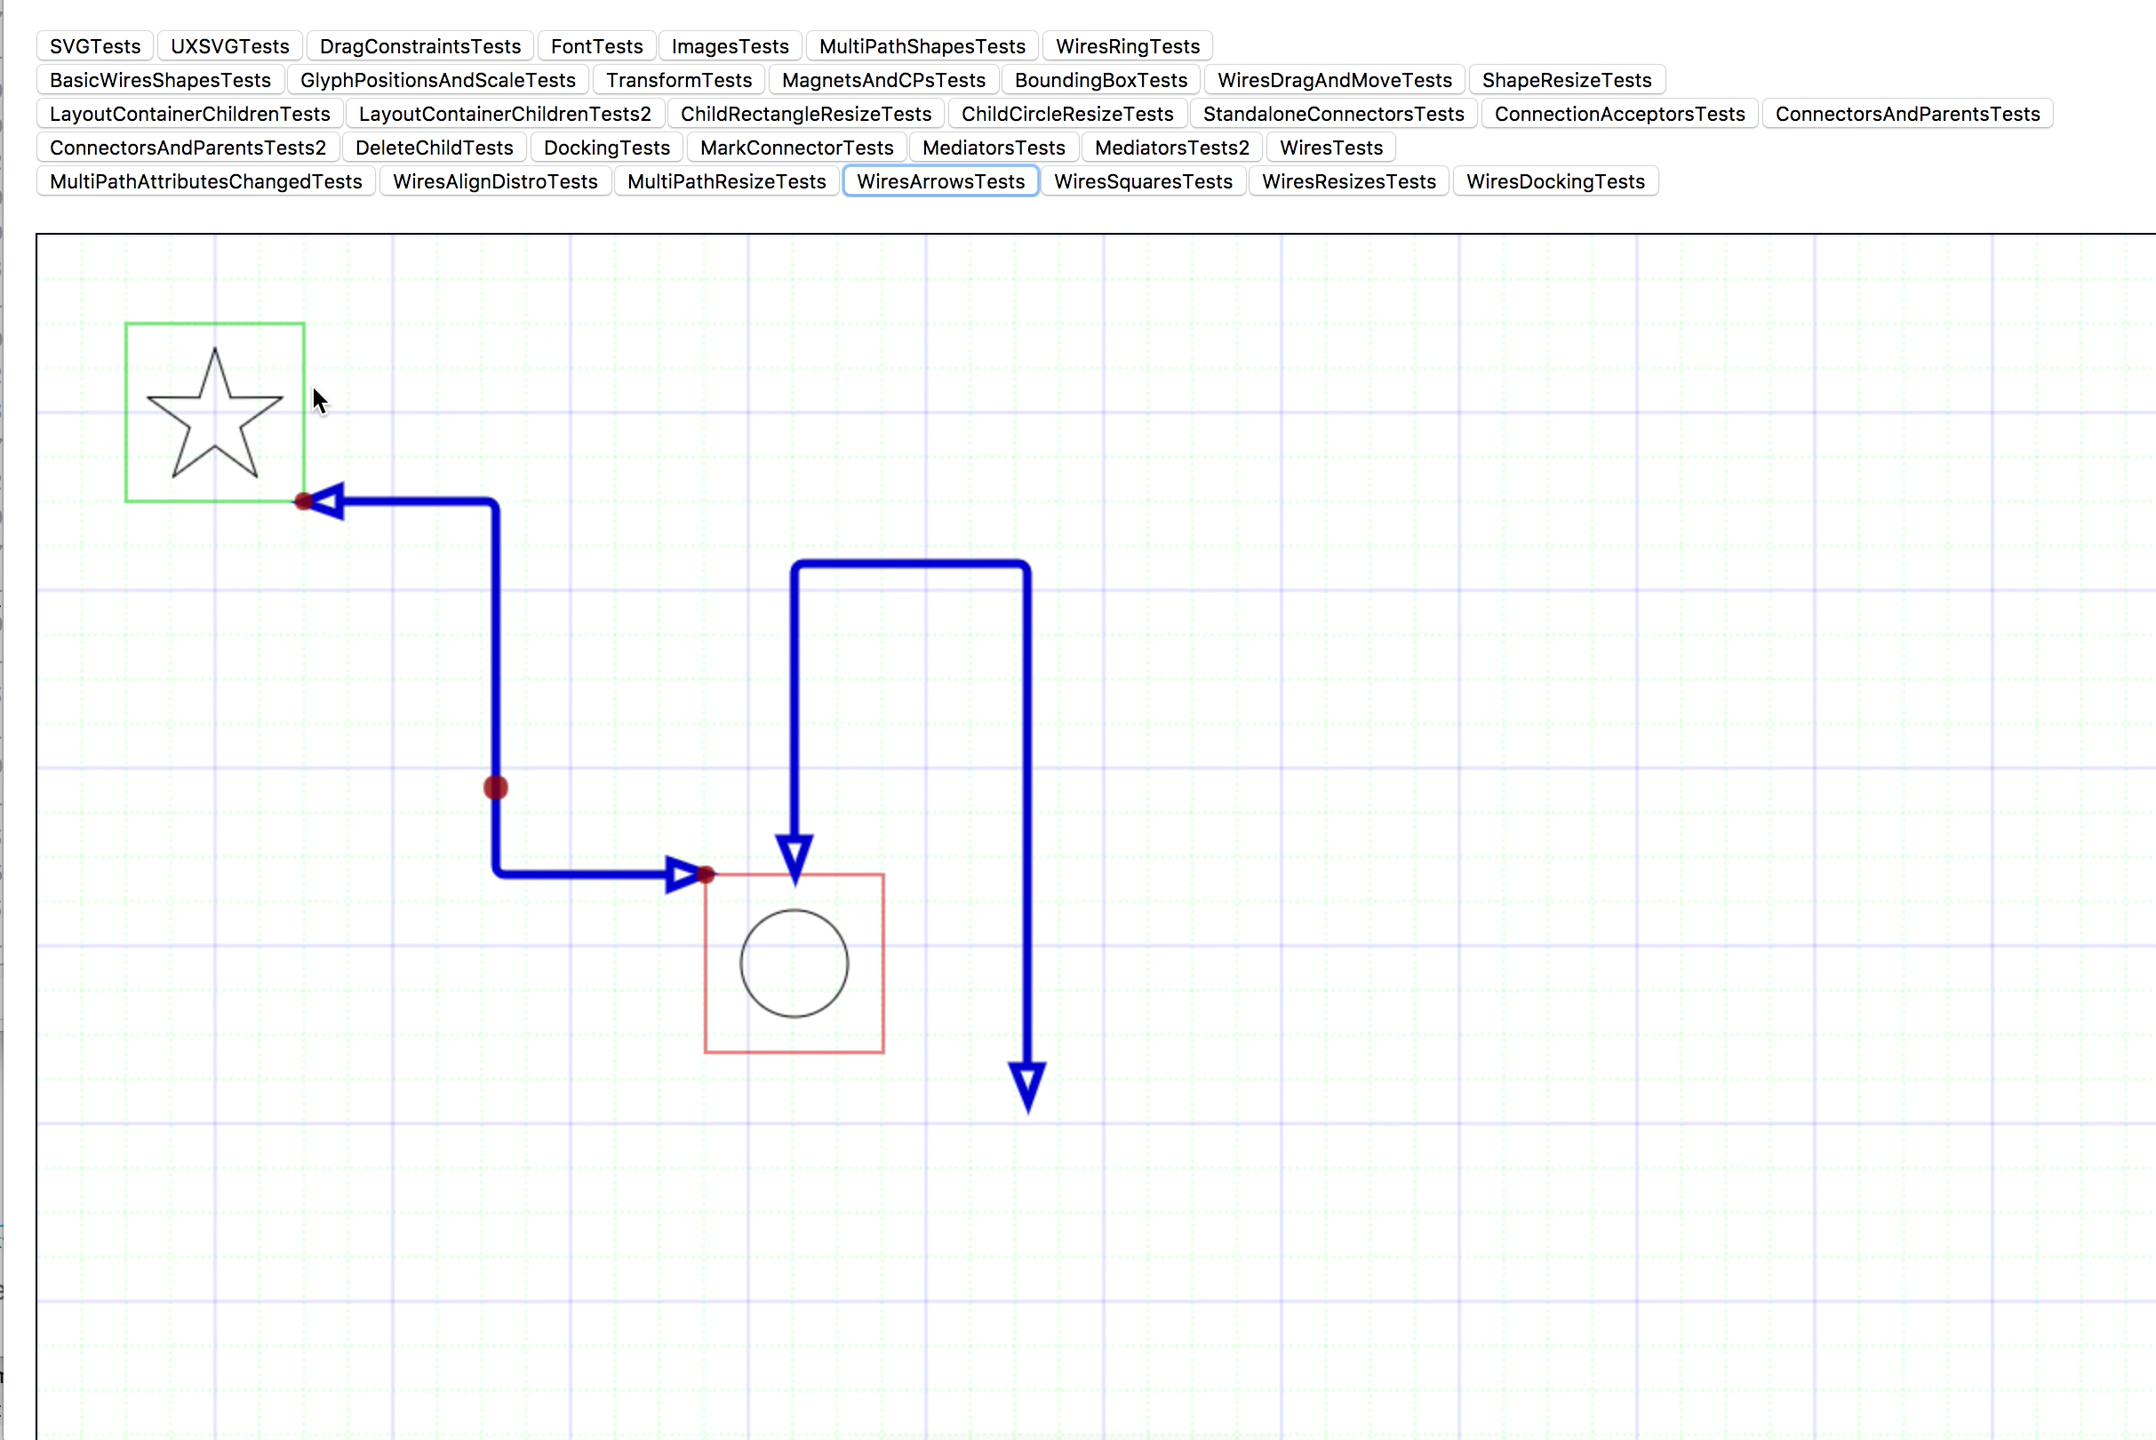 SVGTests UXSVGTests DragConstraintsTests FontTests ImagesTests MultiPathShapesTests WiresRingTests
BasicWiresShapesTests GlyphPositionsAndScaleTests TransformTests MagnetsAndCPsTests BoundingBoxTests WiresDragAndMoveTests ShapeResizeTests
LayoutContainerChildrenTests LayoutContainerChildrenTests2 ChildRectangleResizeTests ChildCircleResizeTests StandaloneConnectorsTests ConnectionAcceptorsTests ConnectorsAndParentsTests
ConnectorsAndParentsTests2 DeleteChildTests DockingTests MarkConnectorTests MediatorsTests MediatorsTests2 WiresTests
MultiPathAttributesChangedTests WiresAlignDistroTests MultiPathResizeTests WiresArrowsTests WiresSquaresTests WiresResizesTests WiresDockingTests